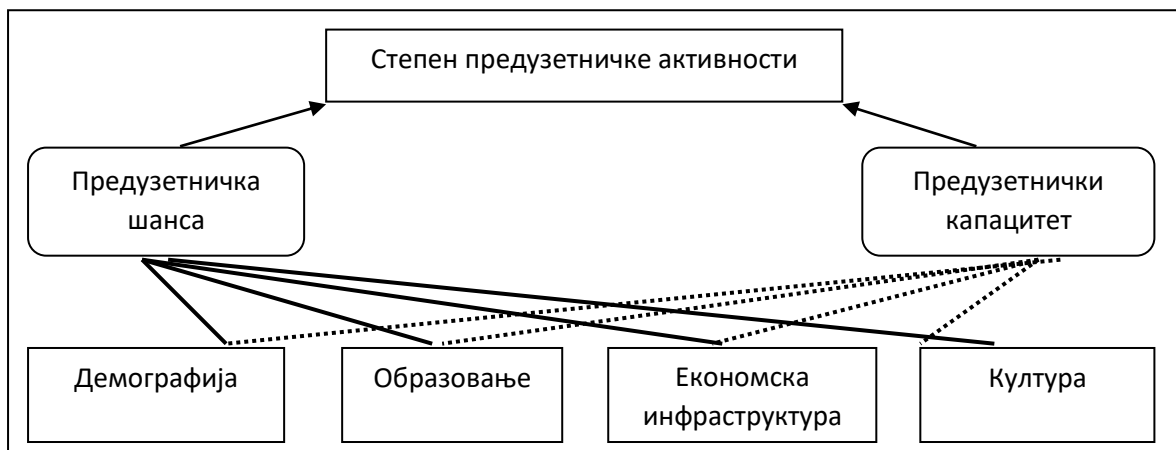 Степен предузетничке активности
Предузетничка
шанса
Предузетнички
капацитет
Демографија
Образовање
Економска
инфраструктура
Култура